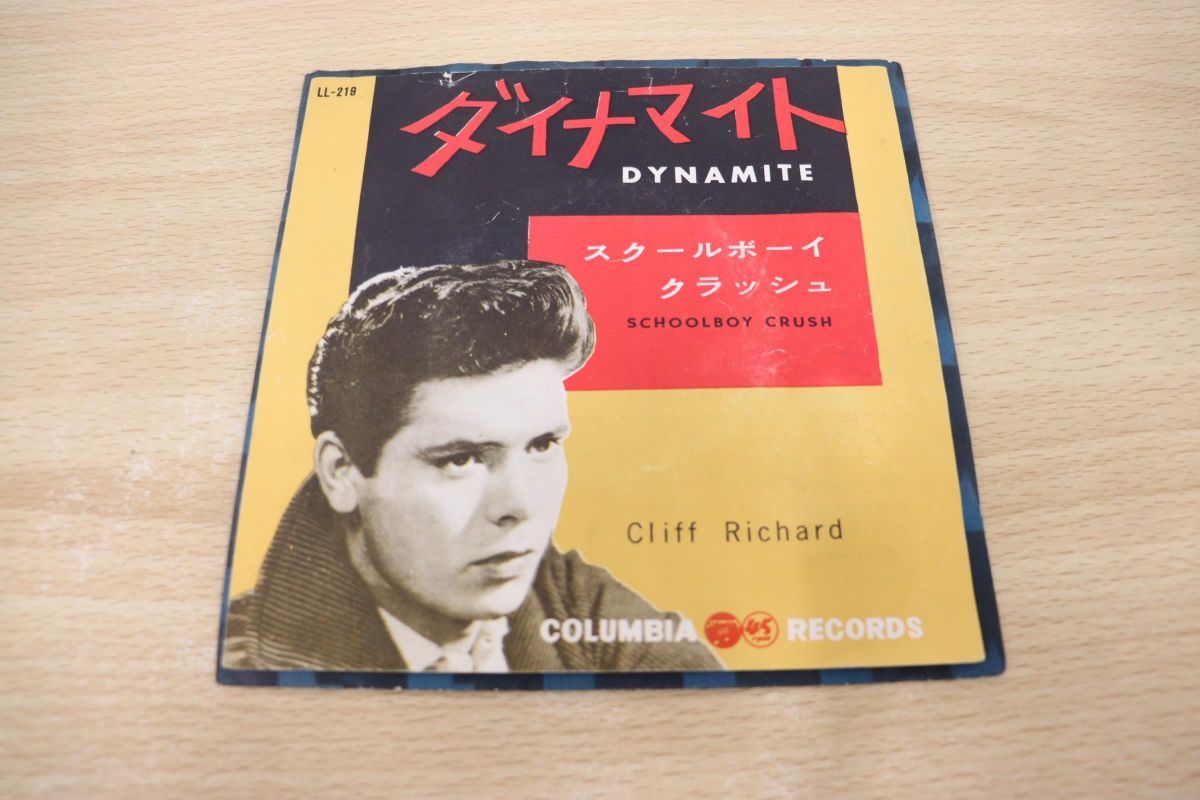 LL-219
ダイナマイト
DYNAMITE
スクールボーイ
クラッシュ
SCHOOLBOY CRUSH
Cliff Richard
COLUMBIA 45 RECORDS